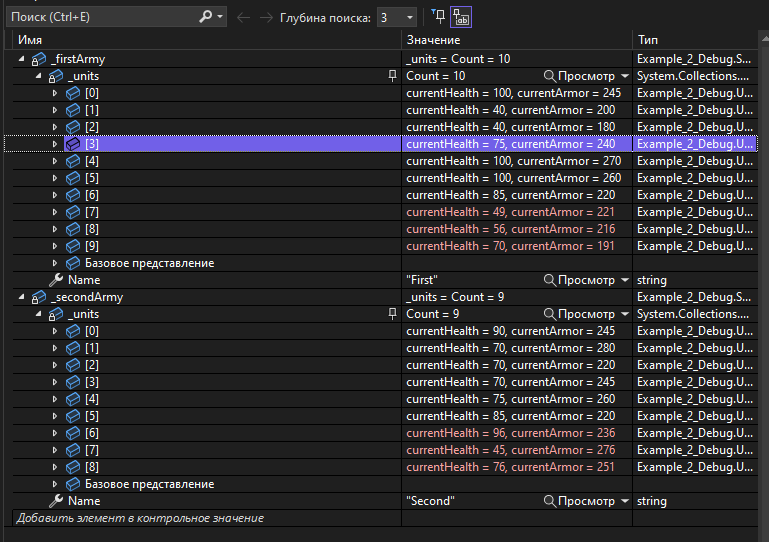 Поиск (Ctrl+E) Глубина поиска: 3
Имя Значение Тип
_firstArmy _units = Count = 10 Example_2_Debug.S...
_units Count = 10 Просмотр System.Collections....
[0] currentHealth = 100, currentArmor = 245 Example_2_Debug.U...
[1] currentHealth = 40, currentArmor = 200 Example_2_Debug.U...
[2] currentHealth = 40, currentArmor = 180 Example_2_Debug.U...
[3] currentHealth = 75, currentArmor = 240 Example_2_Debug.U...
[4] currentHealth = 100, currentArmor = 270 Example_2_Debug.U...
[5] currentHealth = 100, currentArmor = 260 Example_2_Debug.U...
[6] currentHealth = 85, currentArmor = 220 Example_2_Debug.U...
[7] currentHealth = 49, currentArmor = 221 Example_2_Debug.U...
[8] currentHealth = 56, currentArmor = 216 Example_2_Debug.U...
[9] currentHealth = 70, currentArmor = 191 Example_2_Debug.U...
Базовое представление
Name "First" Просмотр string
_secondArmy _units = Count = 9 Example_2_Debug.S...
_units Count = 9 Просмотр System.Collections....
[0] currentHealth = 90, currentArmor = 245 Example_2_Debug.U...
[1] currentHealth = 70, currentArmor = 280 Example_2_Debug.U...
[2] currentHealth = 70, currentArmor = 220 Example_2_Debug.U...
[3] currentHealth = 70, currentArmor = 245 Example_2_Debug.U...
[4] currentHealth = 75, currentArmor = 260 Example_2_Debug.U...
[5] currentHealth = 85, currentArmor = 220 Example_2_Debug.U...
[6] currentHealth = 96, currentArmor = 236 Example_2_Debug.U...
[7] currentHealth = 45, currentArmor = 276 Example_2_Debug.U...
[8] currentHealth = 76, currentArmor = 251 Example_2_Debug.U...
Базовое представление
Name "Second" Просмотр string
Добавить элемент в контрольное значение